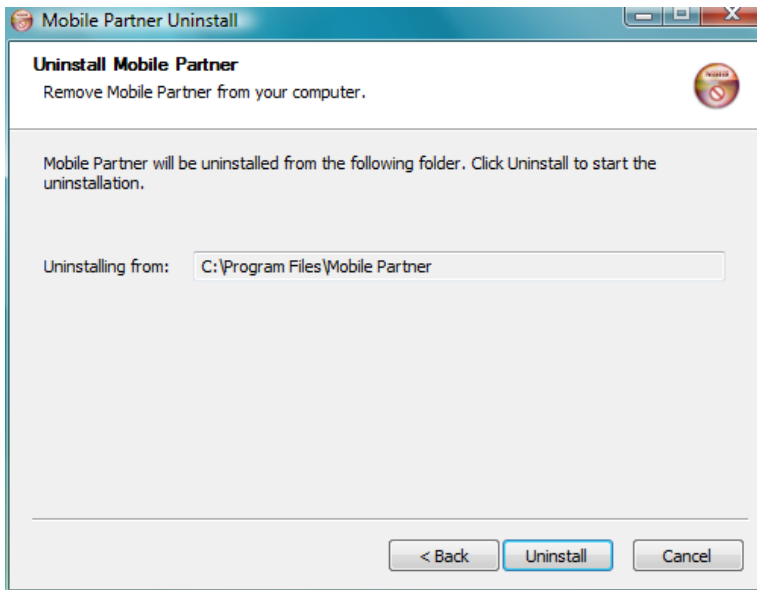 Mobile Partner Uninstall
Uninstall Mobile Partner
Remove Mobile Partner from your computer.
Mobile Partner will be uninstalled from the following folder. Click Uninstall to start the
uninstallation.
Uninstalling from: C:\Program Files\Mobile Partner
< Back Uninstall Cancel